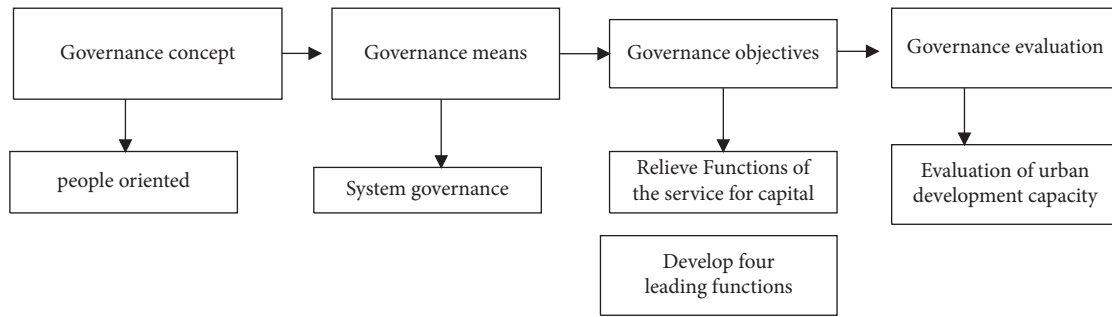 Governance concept
Governance means
Governance objectives
Governance evaluation
people oriented
System governance
Relieve Functions of
the service for capital
Evaluation of urban
development capacity
Develop four
leading functions